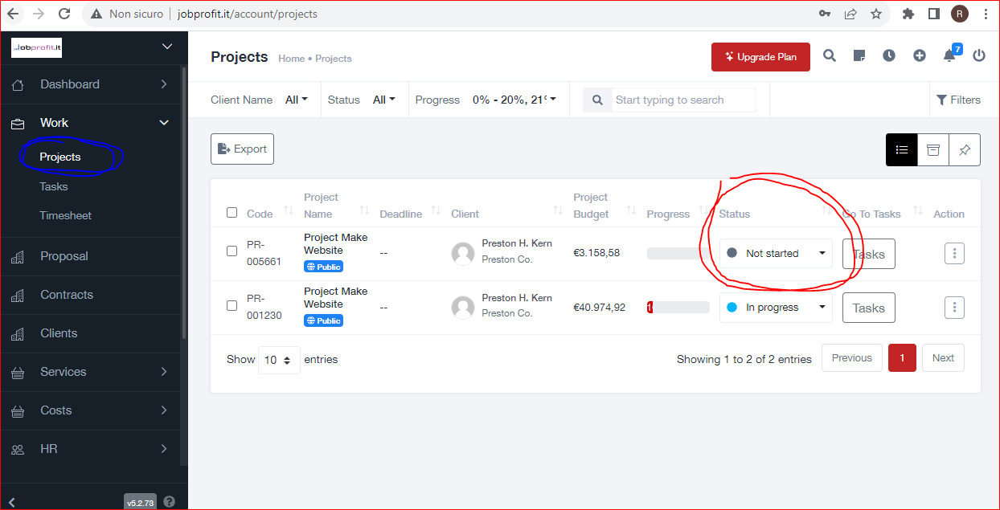 Non sicuro | jobprofit.it/account/projects
R
Jobprofit.it
Dashboard
Work
Projects
Tasks
Timesheet
Proposal
Contracts
Clients
Services
Costs
HR
v5.2.73
Projects Home • Projects
Upgrade Plan
7
Client Name All Status All Progress 0% - 20%, 21% Start typing to search Filters
Export
Code Project Name Deadline Client Project Budget Progress Status Go To Tasks Action
PR-005661 Project Make Website Public -- Preston H. Kern Preston Co. €3.158,58 Not started Tasks
PR-001230 Project Make Website Public -- Preston H. Kern Preston Co. €40.974,92 In progress Tasks
Show 10 entries
Showing 1 to 2 of 2 entries Previous 1 Next